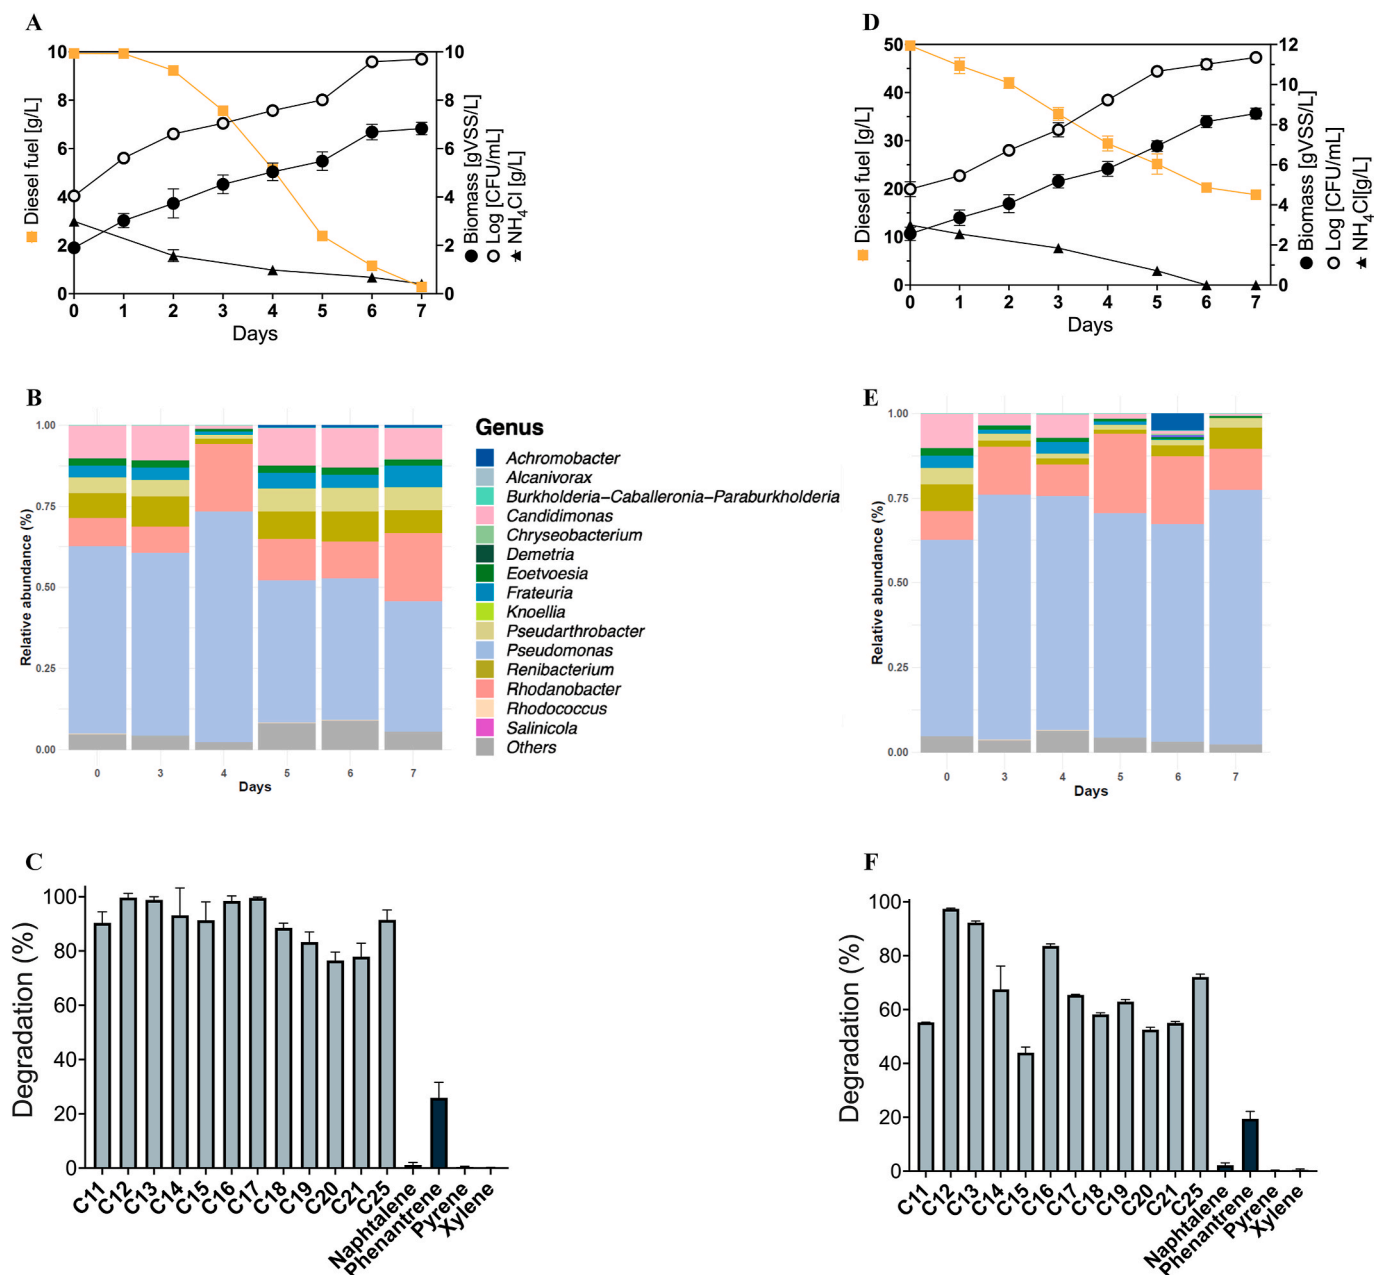 A
Diesel fuel [g/L]
10
8
6
4
2
0
10
8
6
4
2
0
Biomass [gVSS/L]
Log [CFU/mL]
NH4Cl [g/L]
0 1 2 3 4 5 6 7
Days
D
Diesel fuel [g/L]
50
40
30
20
10
0
12
10
8
6
4
2
0
Biomass [gVSS/L]
Log [CFU/mL]
NH4Cl[g/L]
0 1 2 3 4 5 6 7
Days
B
Relative abundance (%)
1.00
0.75
0.50
0.25
0.00
0 3 4 5 6 7
Days
Genus
Achromobacter
Alcanivorax
Burkholderia-Caballeronia-Paraburkholderia
Candidimonas
Chryseobacterium
Demetria
Eoetvoesia
Frateuria
Knoellia
Pseudarthrobacter
Pseudomonas
Renibacterium
Rhodanobacter
Rhodococcus
Salinicola
Others
E
Relative abundance (%)
1.00
0.75
0.50
0.25
0.00
0 3 4 5 6 7
Days
C
Degradation (%)
100
80
60
40
20
0
C11 C12 C13 C14 C15 C16 C17 C18 C19 C20 C21 C25 Naphtalene Phenantrene Pyrene Xylene
F
Degradation (%)
100
80
60
40
20
0
C11 C12 C13 C14 C15 C16 C17 C18 C19 C20 C21 C25 Naphtalene Phenantrene Pyrene Xylene